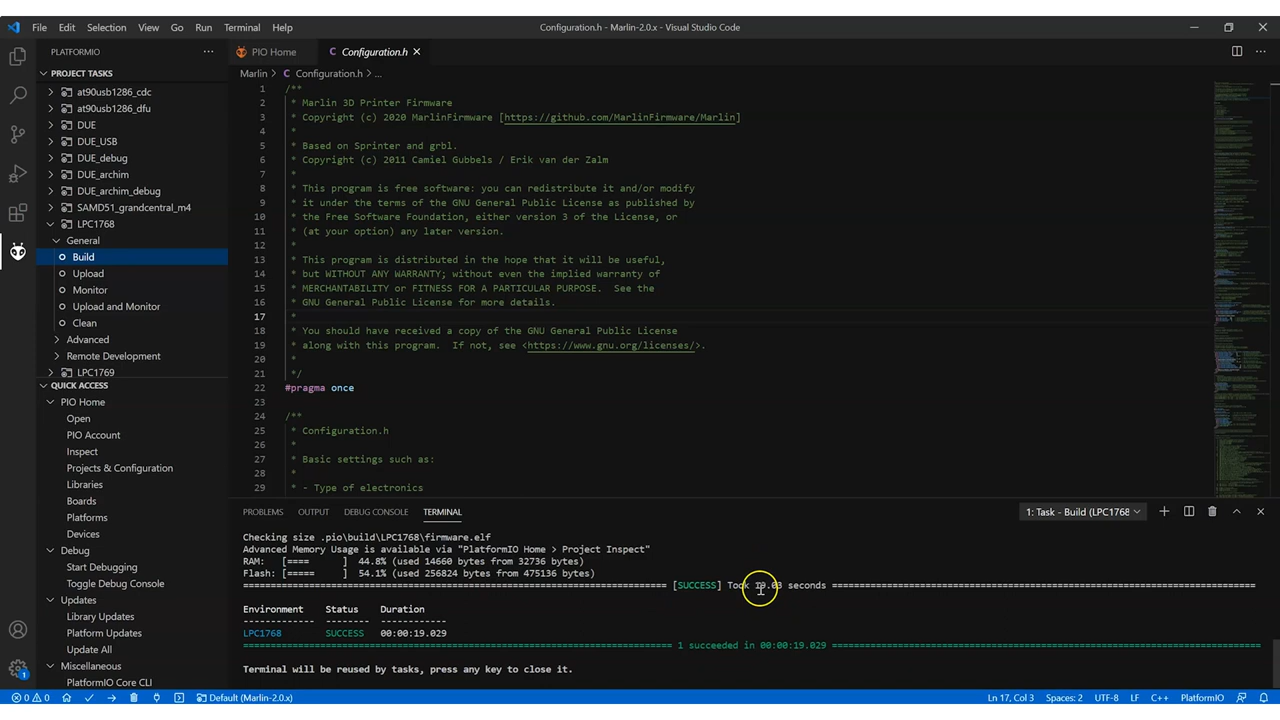 File Edit Selection View Go Run Terminal Help
Configuration.h - Marlin-2.0.x - Visual Studio Code
PLATFORMIO
PIO Home
Configuration.h
PROJECT TASKS
at90usb1286_cdc
at90usb1286_dfu
DUE
DUE_USB
DUE_debug
DUE_archim
DUE_archim_debug
SAMD51_grandcentral_m4
LPC1768
General
Build
Upload
Monitor
Upload and Monitor
Clean
Advanced
Remote Development
LPC1769
QUICK ACCESS
PIO Home
Open
PIO Account
Inspect
Projects & Configuration
Libraries
Boards
Platforms
Devices
Debug
Start Debugging
Toggle Debug Console
Updates
Library Updates
Platform Updates
Update All
Miscellaneous
PlatformIO Core CLI
Marlin > C Configuration.h > ...
1 /**
2 * Marlin 3D Printer Firmware
3 * Copyright (c) 2020 MarlinFirmware [https://github.com/MarlinFirmware/Marlin]
4 *
5 * Based on Sprinter and grbl.
6 * Copyright (c) 2011 Camiel Gubbels / Erik van der Zalm
7 *
8 * This program is free software: you can redistribute it and/or modify
9 * it under the terms of the GNU General Public License as published by
10 * the Free Software Foundation, either version 3 of the License, or
11 * (at your option) any later version.
12 *
13 * This program is distributed in the hope that it will be useful,
14 * but WITHOUT ANY WARRANTY; without even the implied warranty of
15 * MERCHANTABILITY or FITNESS FOR A PARTICULAR PURPOSE.  See the
16 * GNU General Public License for more details.
17 *
18 * You should have received a copy of the GNU General Public License
19 * along with this program.  If not, see <https://www.gnu.org/licenses/>.
20 *
21 */
22 #pragma once
23
24 /**
25 * Configuration.h
26 *
27 * Basic settings such as:
28 *
29 * - Type of electronics
PROBLEMS OUTPUT DEBUG CONSOLE TERMINAL
1: Task - Build (LPC1768
Checking size .pio\build\LPC1768\firmware.elf
Advanced Memory Usage is available via "PlatformIO Home > Project Inspect"
RAM: [==== ] 44.8% (used 14660 bytes from 32736 bytes)
Flash: [===== ] 54.1% (used 256824 bytes from 475136 bytes)
[SUCCESS] Took 19.03 seconds
Environment Status Duration
LPC1768 SUCCESS 00:00:19.029
1 succeeded in 00:00:19.029
Terminal will be reused by tasks, press any key to close it.
1
0 0 Default (Marlin-2.0.x)
Ln 17, Col 3 Spaces: 2 UTF-8 LF C++ PlatformIO